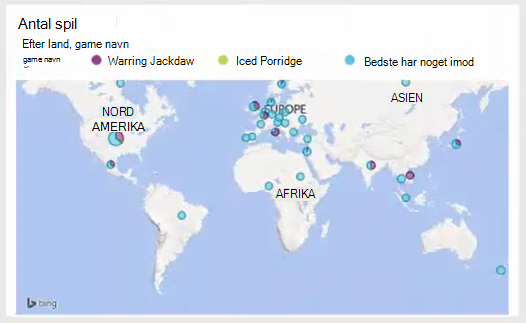 Antal spil
Efter land, game navn
game navn
Warring Jackdaw
Iced Porridge
Bedste har noget imod
NORD
AMERIKA
EUROPE
ASIEN
AFRIKA
bing